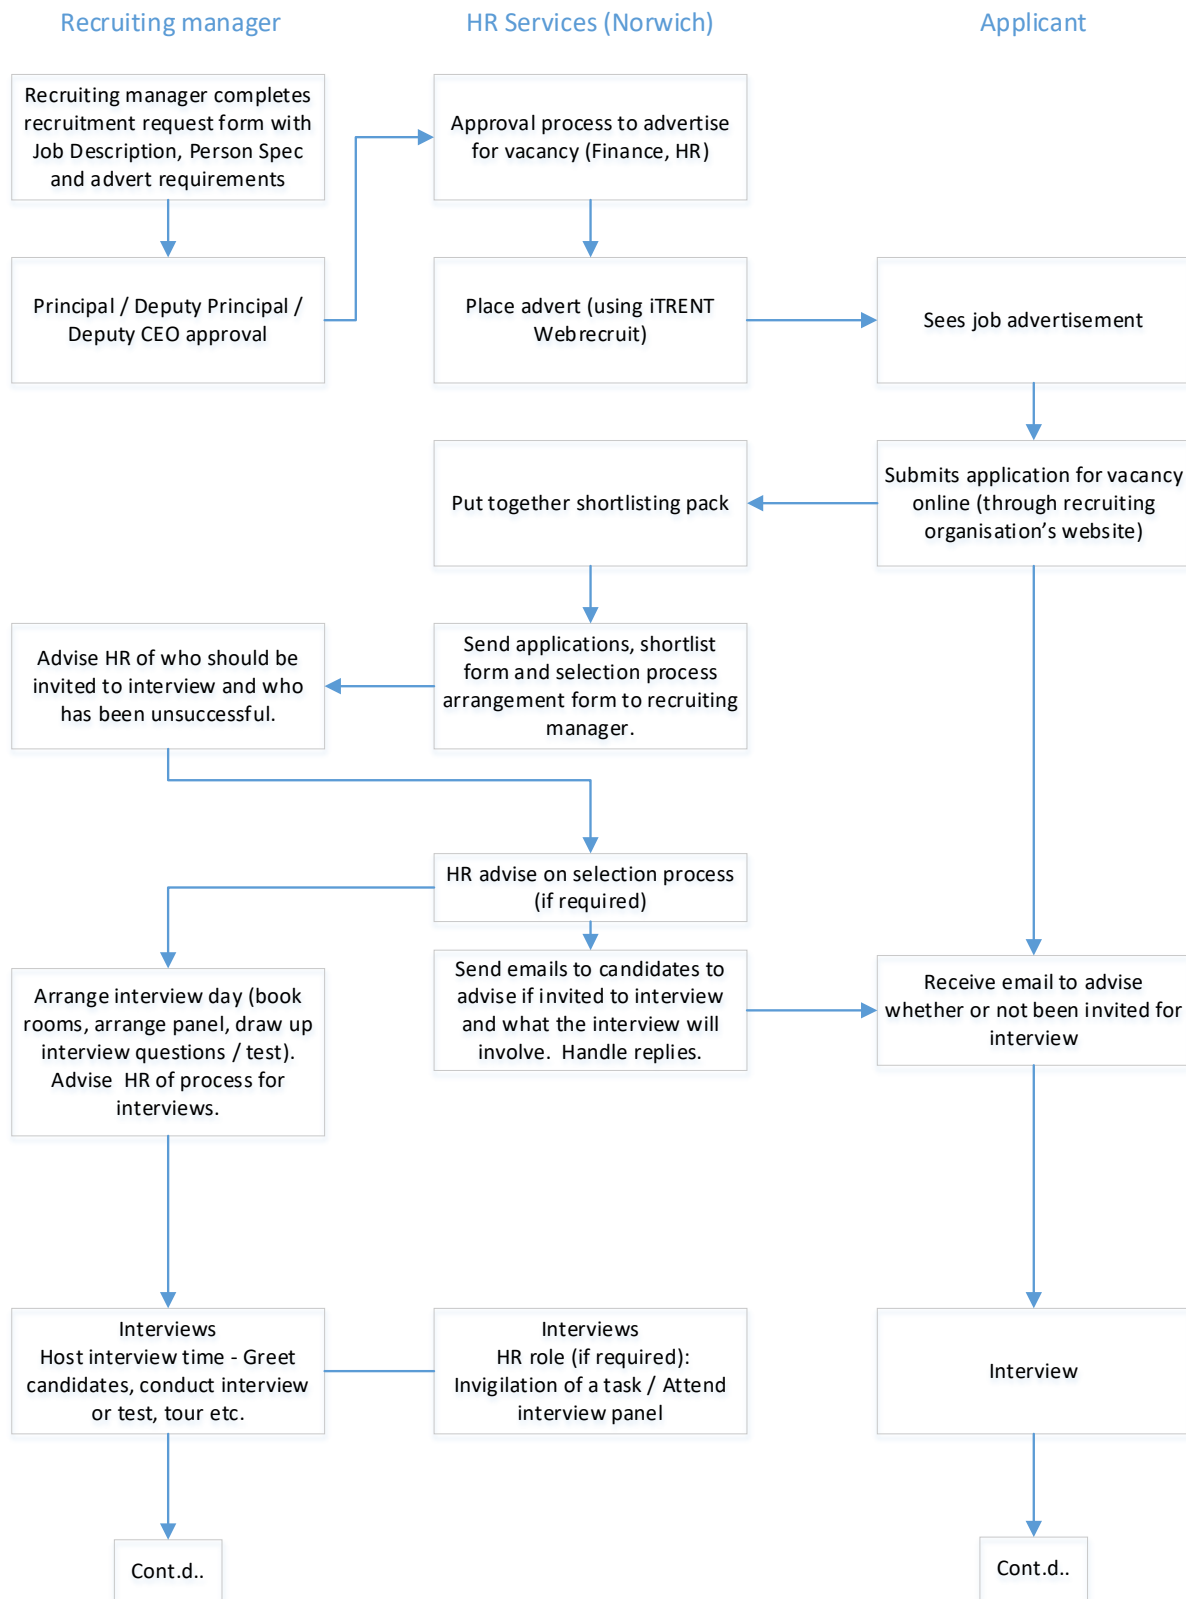 Recruiting manager
HR Services (Norwich)
Applicant
Recruiting manager completes
recruitment request form with
Job Description, Person Spec
and advert requirements
Approval process to advertise
for vacancy (Finance, HR)
Principal / Deputy Principal /
Deputy CEO approval
Place advert (using iTRENT
Webrecruit)
Sees job advertisement
Put together shortlisting pack
Submits application for vacancy
online (through recruiting
organisation’s website)
Advise HR of who should be
invited to interview and who
has been unsuccessful.
Send applications, shortlist
form and selection process
arrangement form to recruiting
manager.
HR advise on selection process
(if required)
Arrange interview day (book
rooms, arrange panel, draw up
interview questions / test).
Advise  HR of process for
interviews.
Send emails to candidates to
advise if invited to interview
and what the interview will
involve.  Handle replies.
Receive email to advise
whether or not been invited for
interview
Interviews
Host interview time - Greet
candidates, conduct interview
or test, tour etc.
Interviews
HR role (if required):
Invigilation of a task / Attend
interview panel
Interview
Cont.d..
Cont.d..